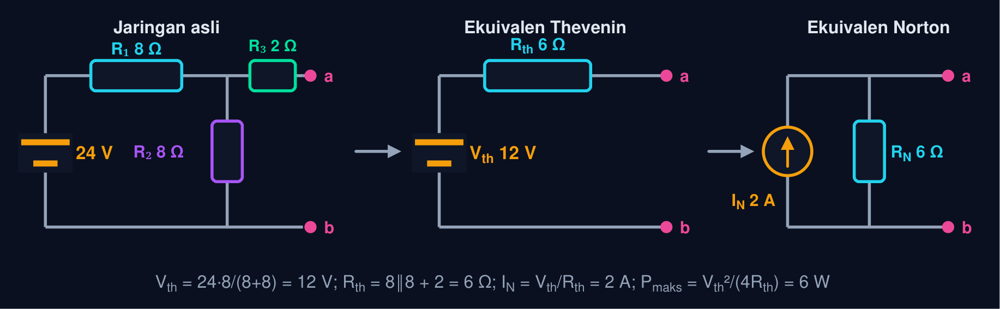 Jaringan asli
R₁ 8 Ω
R₃ 2 Ω
a
24 V
R₂ 8 Ω
b
Ekuivalen Thevenin
Rth 6 Ω
a
Vth 12 V
b
Ekuivalen Norton
a
RN 6 Ω
IN 2 A
b
Vth = 24·8/(8+8) = 12 V; Rth = 8∥8 + 2 = 6 Ω; IN = Vth/Rth = 2 A; Pmaks = Vth²/(4Rth) = 6 W